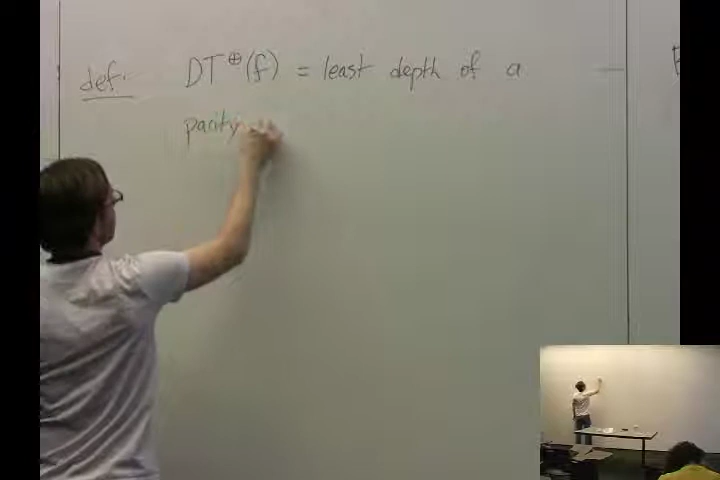 def: DT^⊕(f) = least depth of a
parity